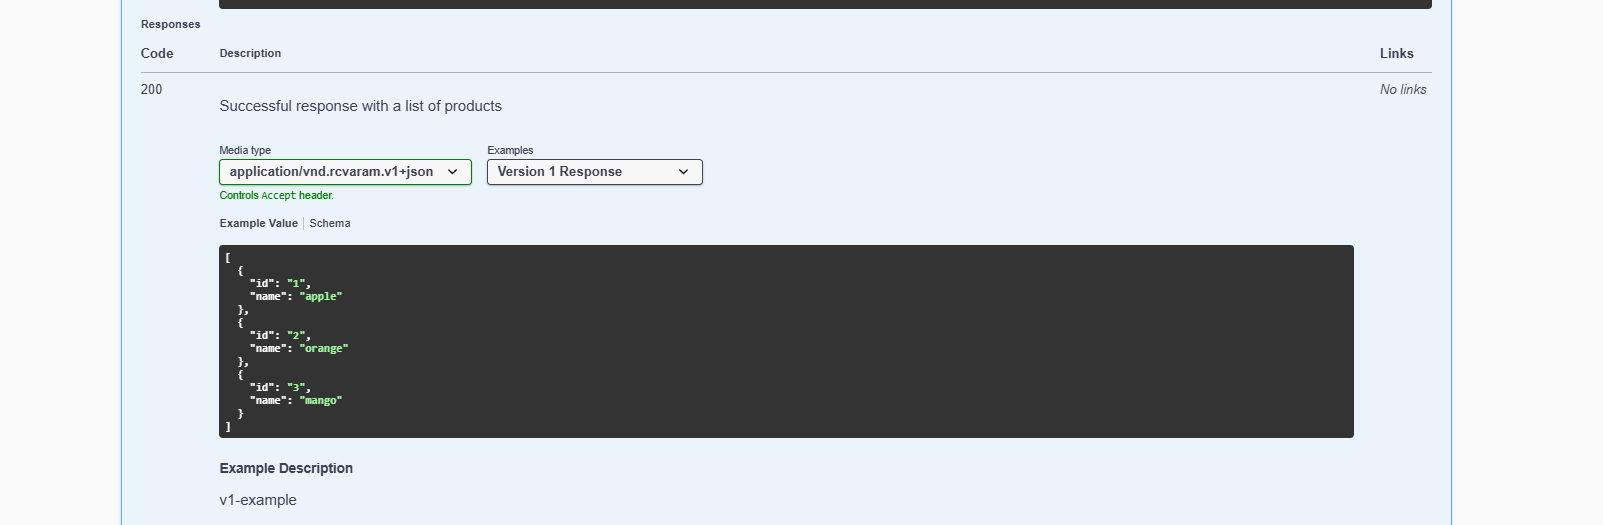 Responses
Code Description Links
200 No links
Successful response with a list of products
Media type Examples
application/vnd.rcvaram.v1+json Version 1 Response
Controls Accept header.
Example Value Schema
[
  {
    "id": "1",
    "name": "apple"
  },
  {
    "id": "2",
    "name": "orange"
  },
  {
    "id": "3",
    "name": "mango"
  }
]
Example Description
v1-example